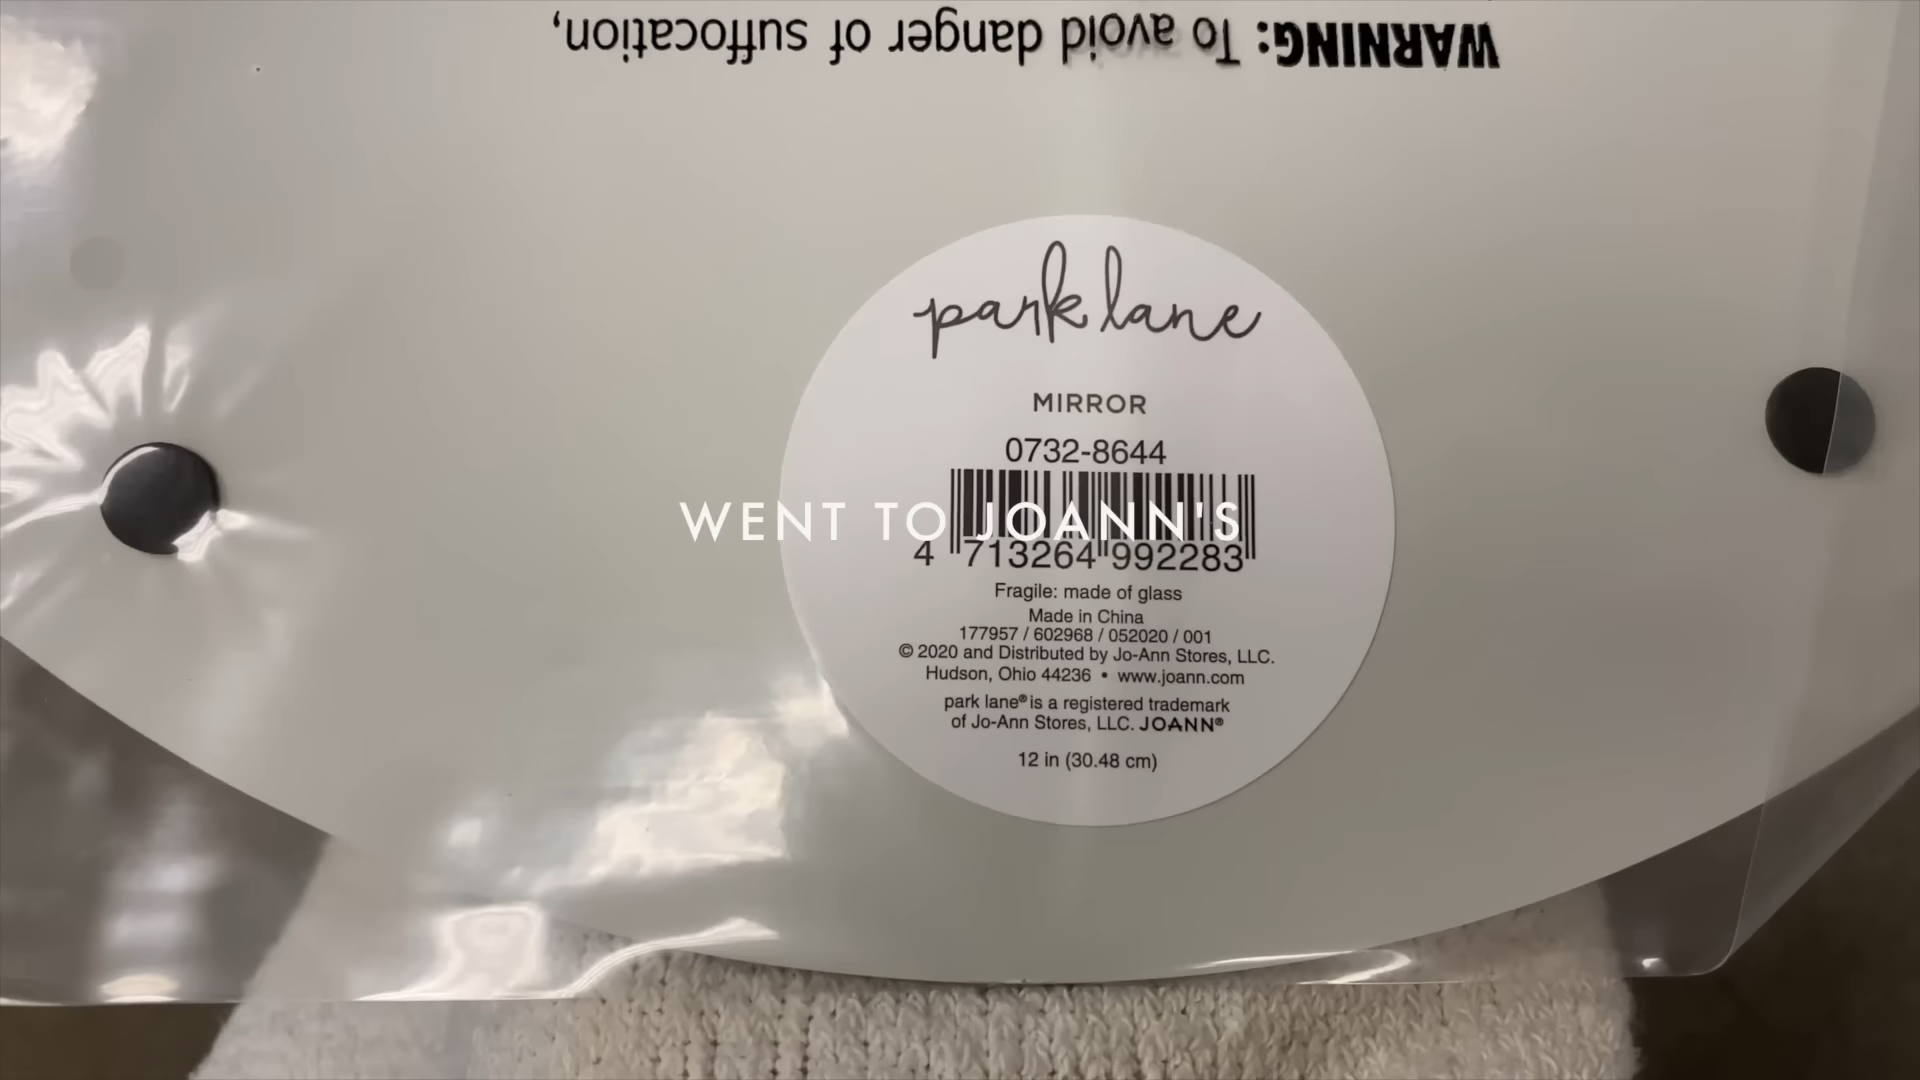 WARNING: To avoid danger of suffocation,
park lane
MIRROR
0732-8644
WENT TO JOANN'S
4 713264 992283
Fragile: made of glass
Made in China
177957 / 602968 / 052020 / 001
© 2020 and Distributed by Jo-Ann Stores, LLC.
Hudson, Ohio 44236 • www.joann.com
park lane® is a registered trademark
of Jo-Ann Stores, LLC. JOANN®
12 in (30.48 cm)